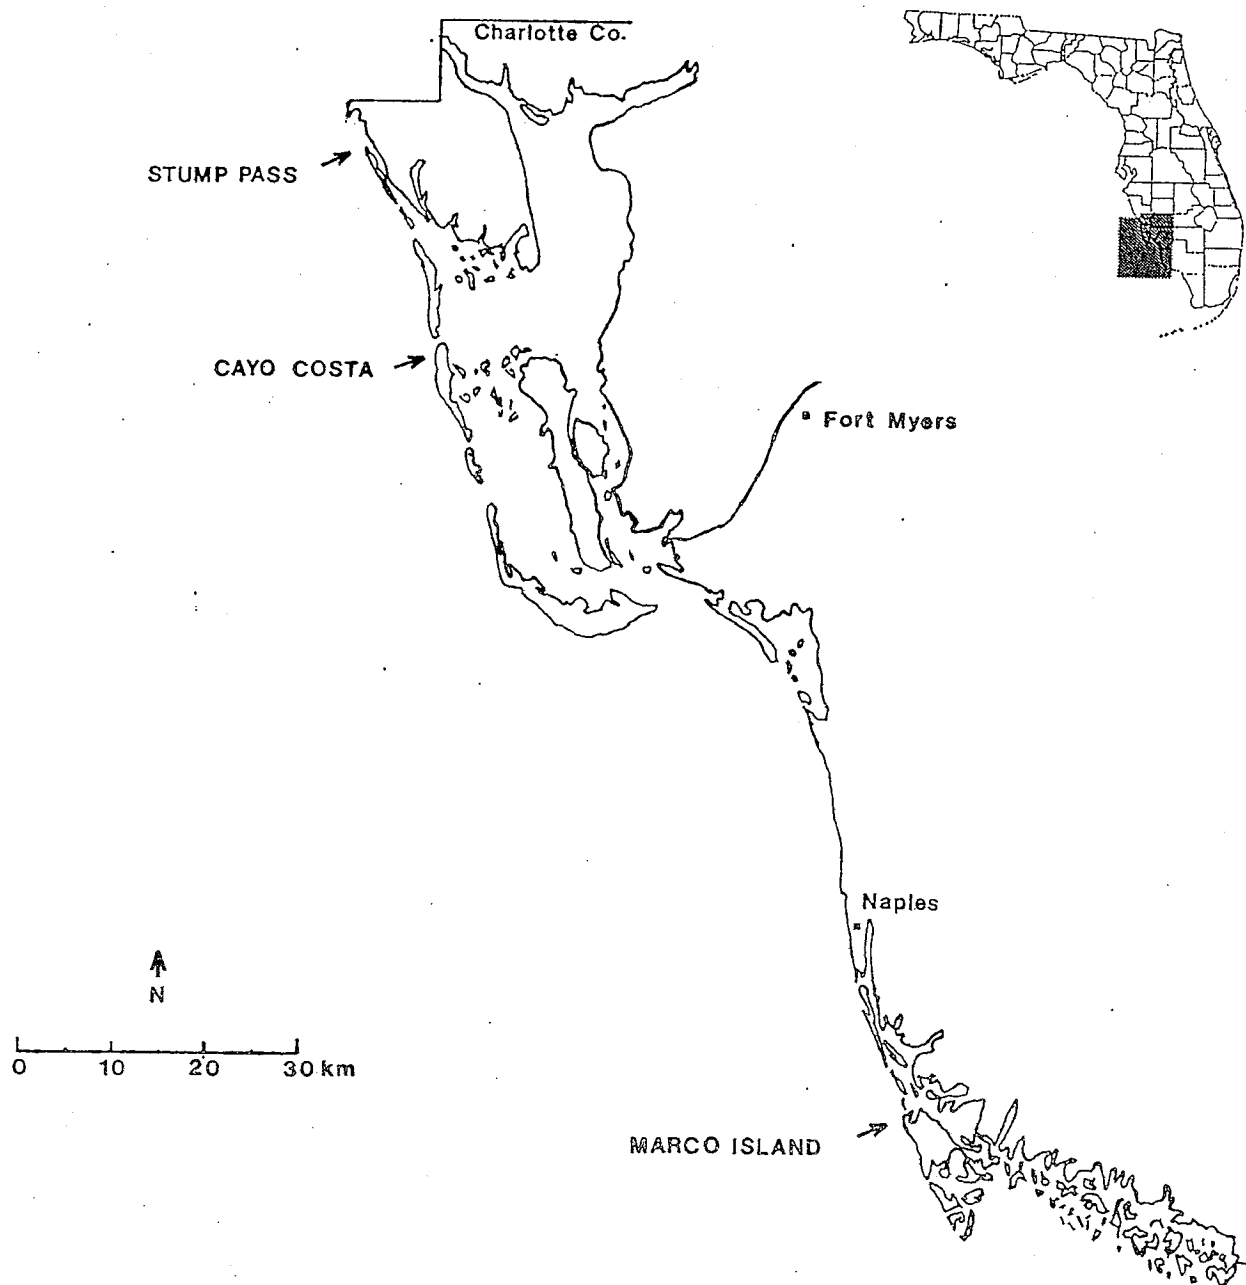 Charlotte Co.
STUMP PASS
CAYO COSTA
Fort Myers
Naples
N
0 10 20 30 km
MARCO ISLAND